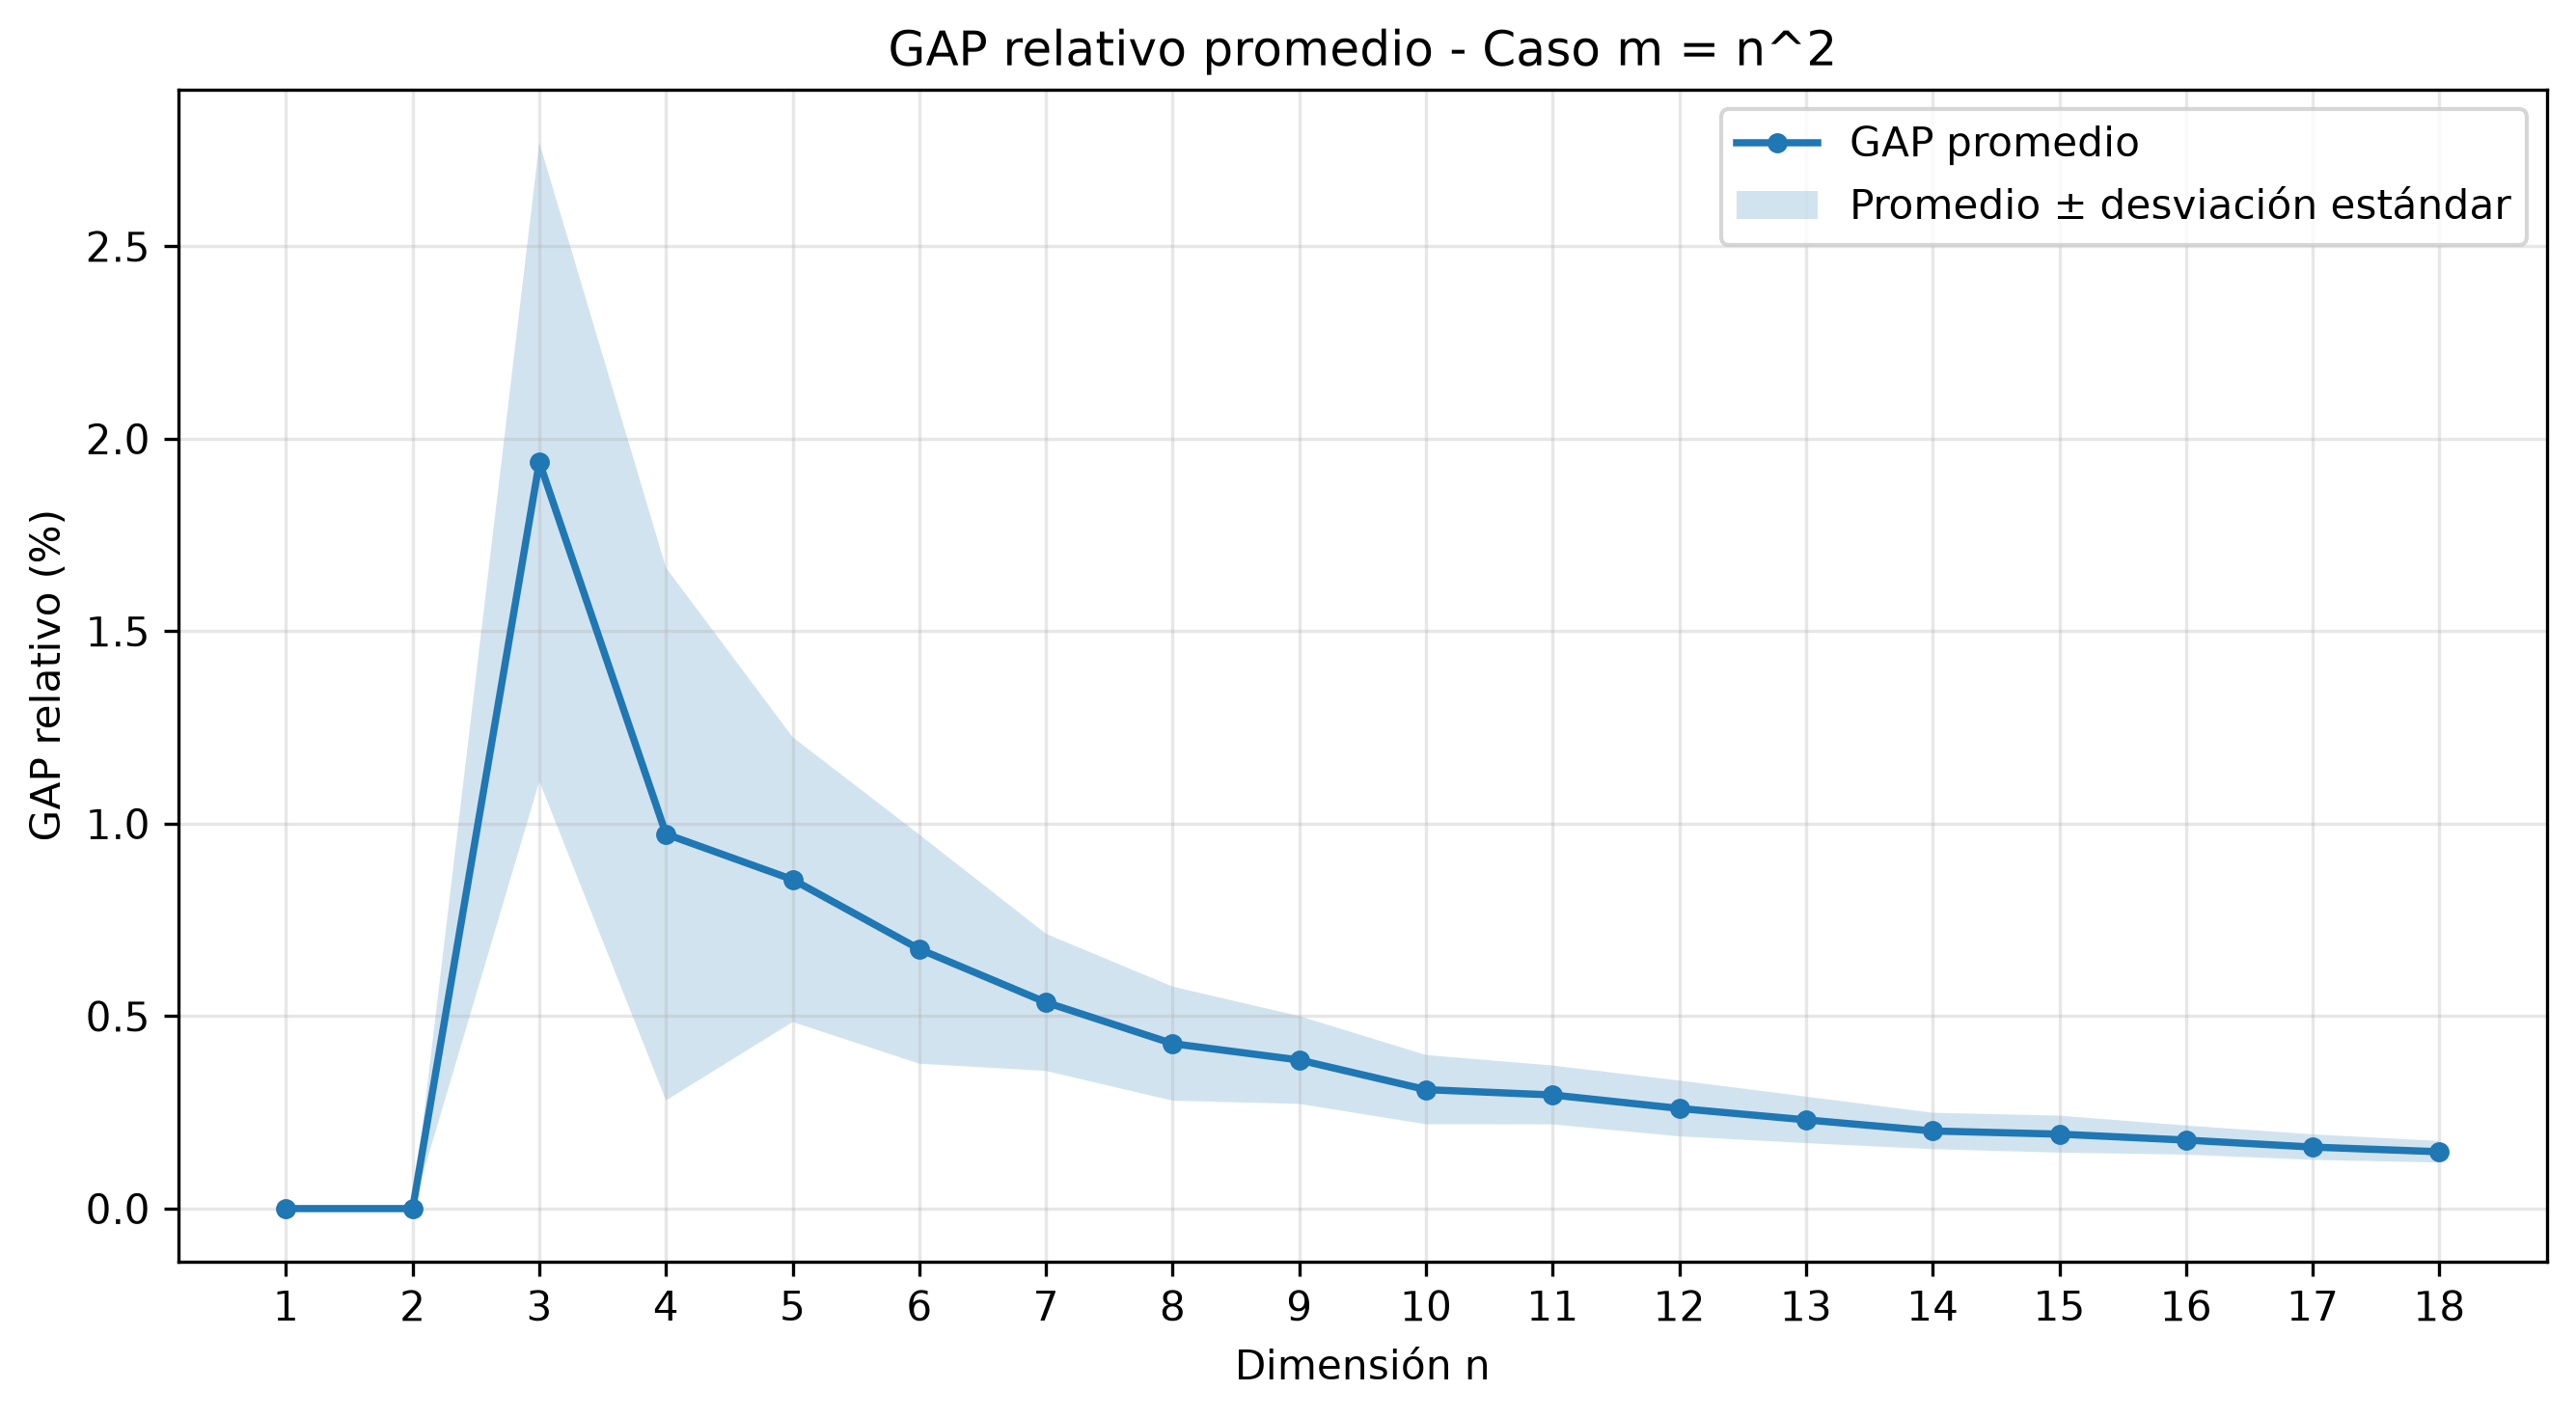 GAP relativo promedio - Caso m = n^2
GAP promedio
Promedio ± desviación estándar
GAP relativo (%)
2.5
2.0
1.5
1.0
0.5
0.0
1 2 3 4 5 6 7 8 9 10 11 12 13 14 15 16 17 18
Dimensión n